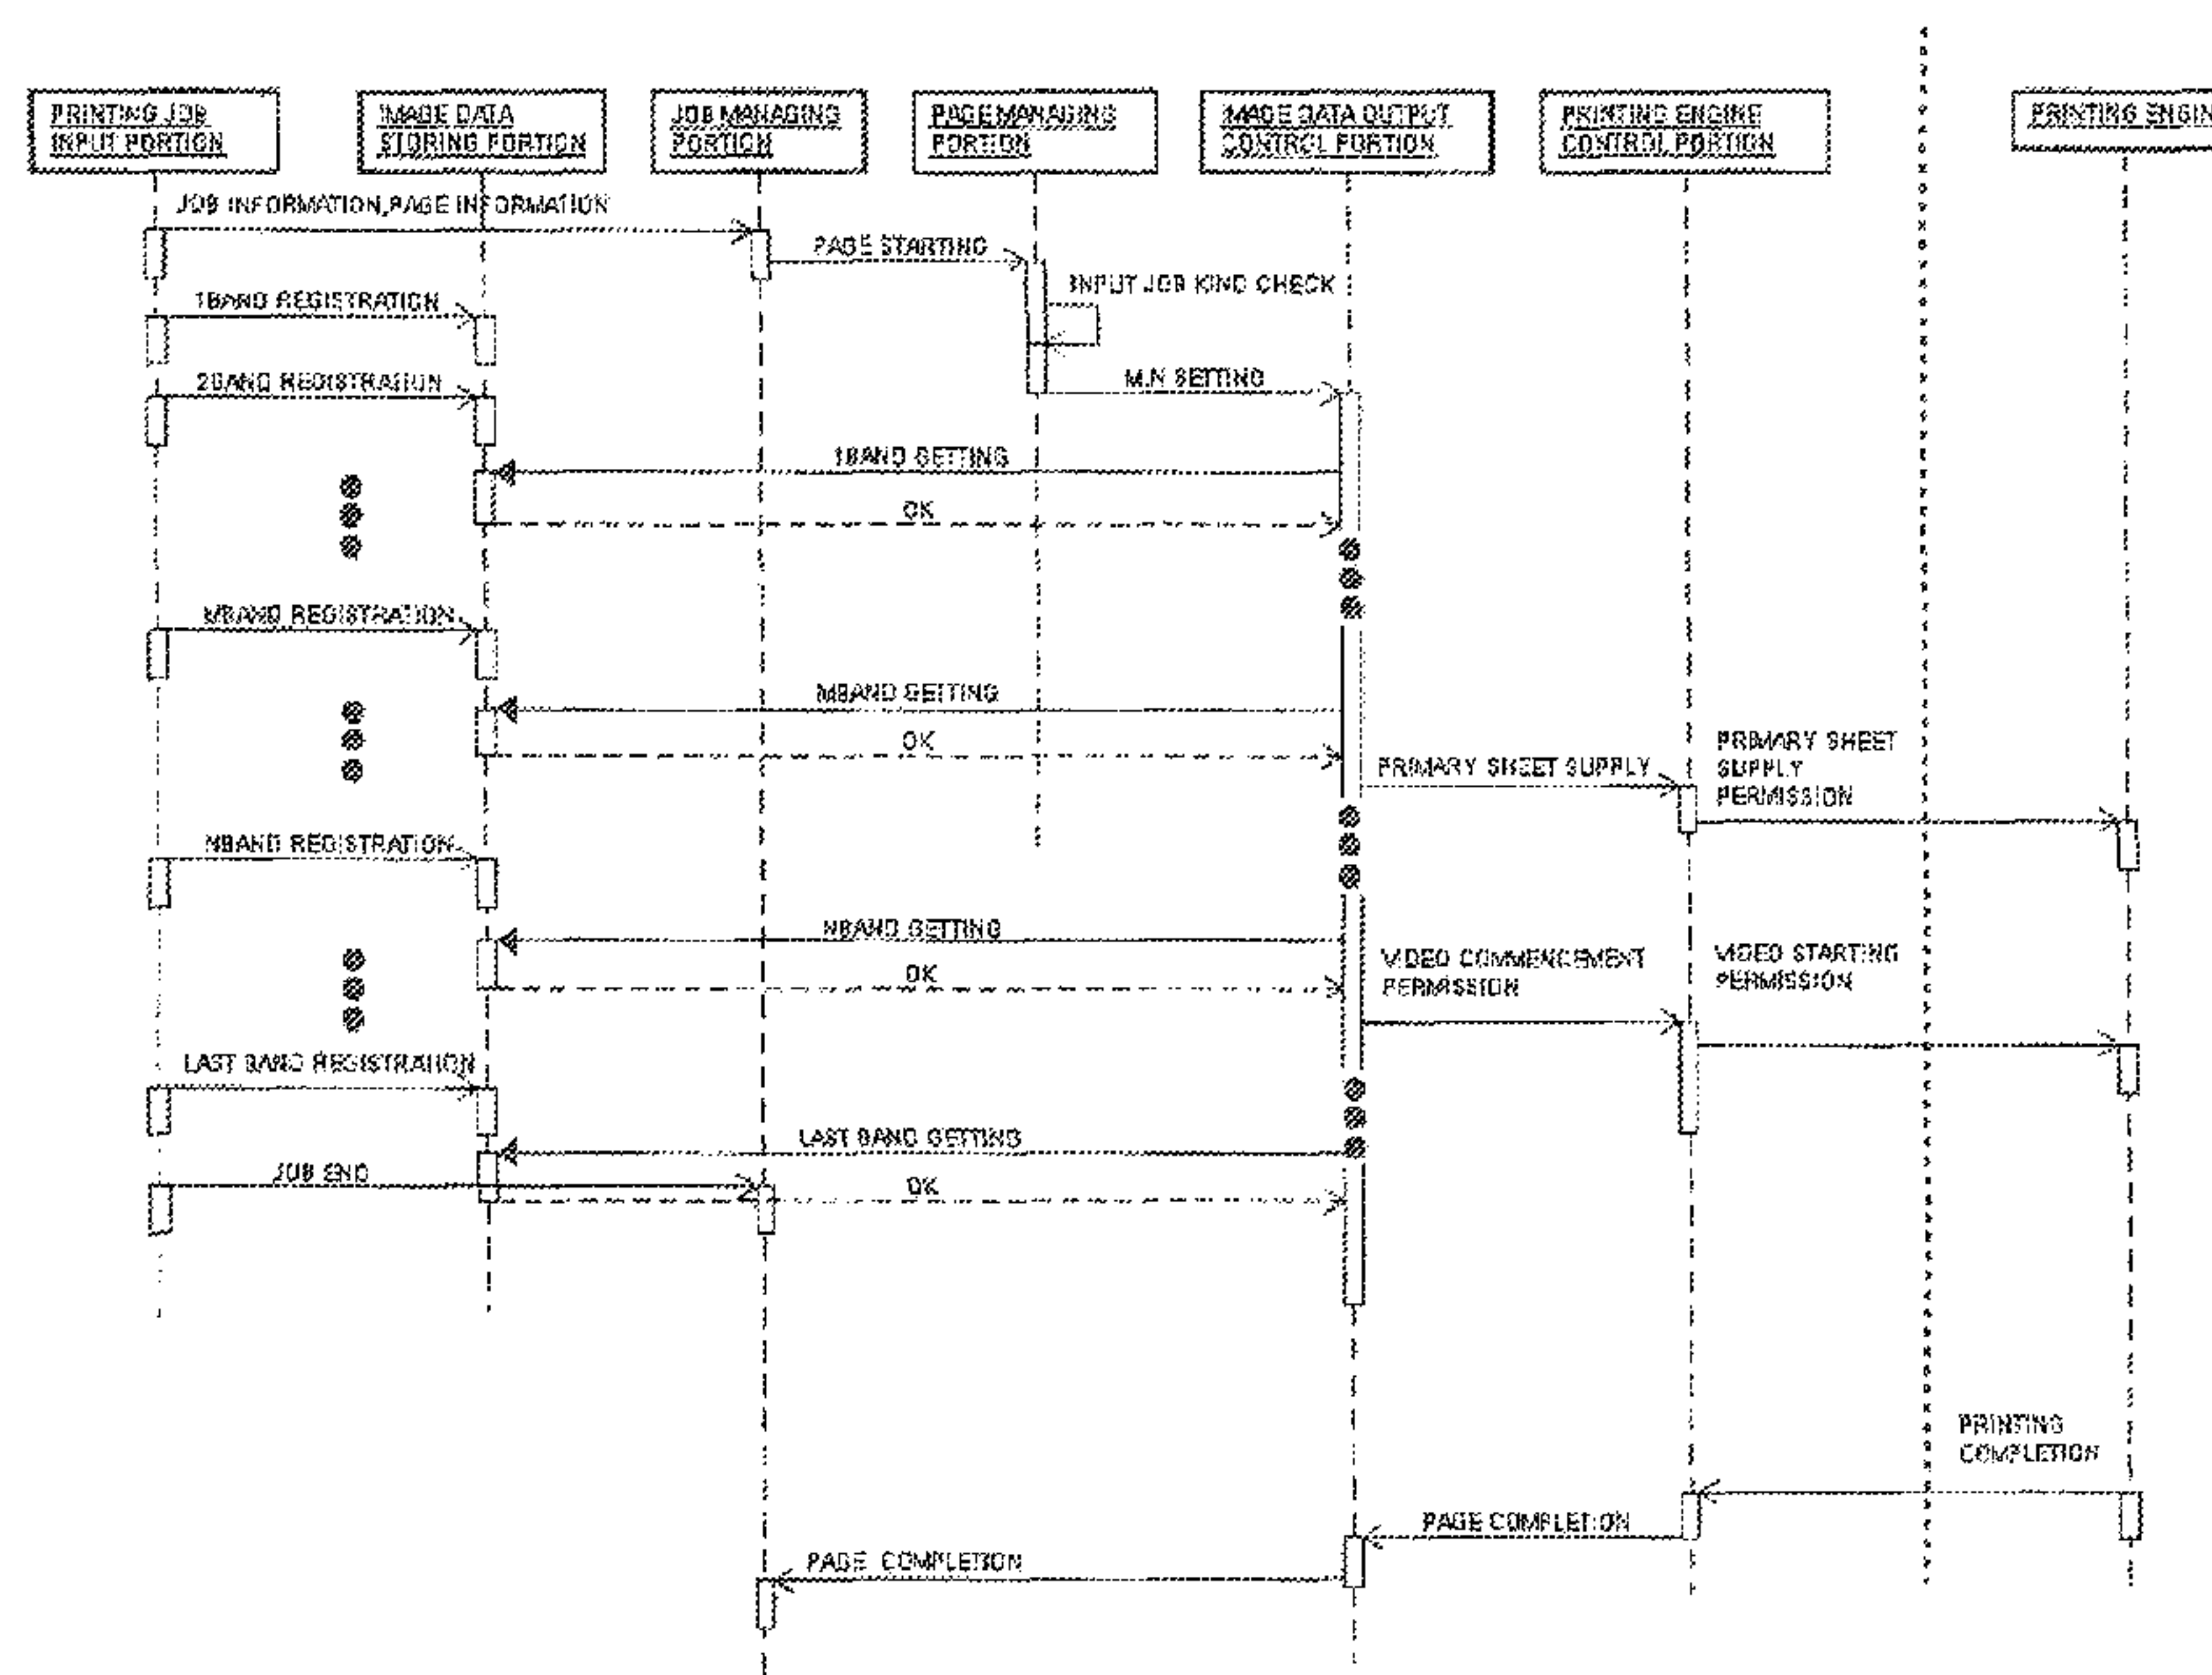 PRINTING JOB
INPUT PORTION
IMAGE DATA
STORING PORTION
JOB MANAGING
PORTION
PAGE MANAGING
PORTION
IMAGE DATA OUTPUT
CONTROL PORTION
PRINTING ENGINE
CONTROL PORTION
PRINTING ENGIN
JOB INFORMATION,PAGE INFORMATION
PAGE STARTING
INPUT JOB KIND CHECK
1BAND REGISTRATION
2BAND REGISTRATION
M.N SETTING
1BAND GETTING
OK
MBAND REGISTRATION
MBAND GETTING
OK
PRIMARY SHEET SUPPLY
PRIMARY SHEET
SUPPLY
PERMISSION
NBAND REGISTRATION
NBAND GETTING
OK
VIDEO COMMENCEMENT
PERMISSION
VIDEO STARTING
PERMISSION
LAST BAND REGISTRATION
LAST BAND GETTING
JOB END
OK
PRINTING
COMPLETION
PAGE COMPLETION
PAGE COMPLETION